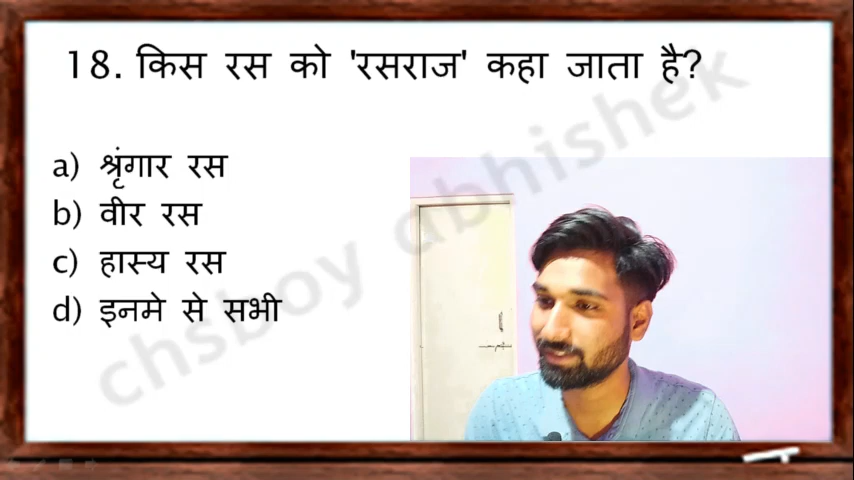 18. किस रस को 'रसराज' कहा जाता है?
a) श्रृंगार रस
b) वीर रस
c) हास्य रस
d) इनमे से सभी
chsboy abhishek